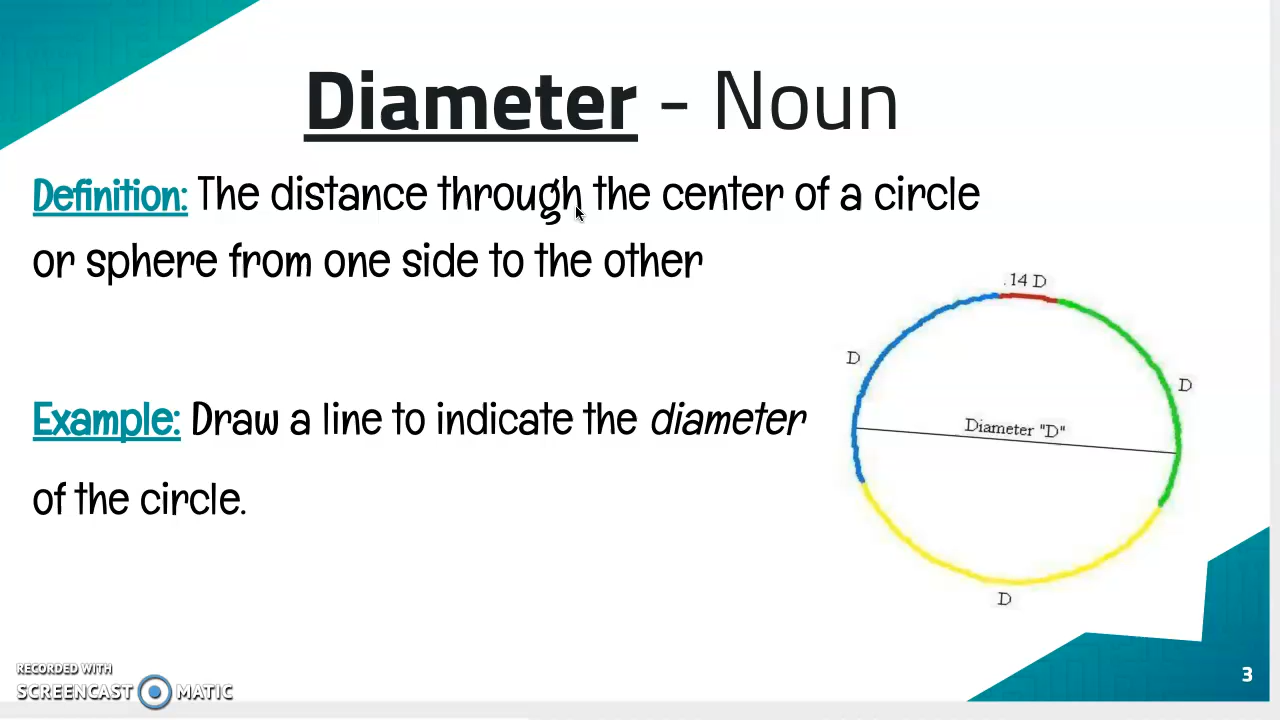 Diameter - Noun
Definition: The distance through the center of a circle
or sphere from one side to the other
Example: Draw a line to indicate the diameter
of the circle.
.14 D
D
D
Diameter "D"
D
RECORDED WITH
SCREENCAST MATIC
3